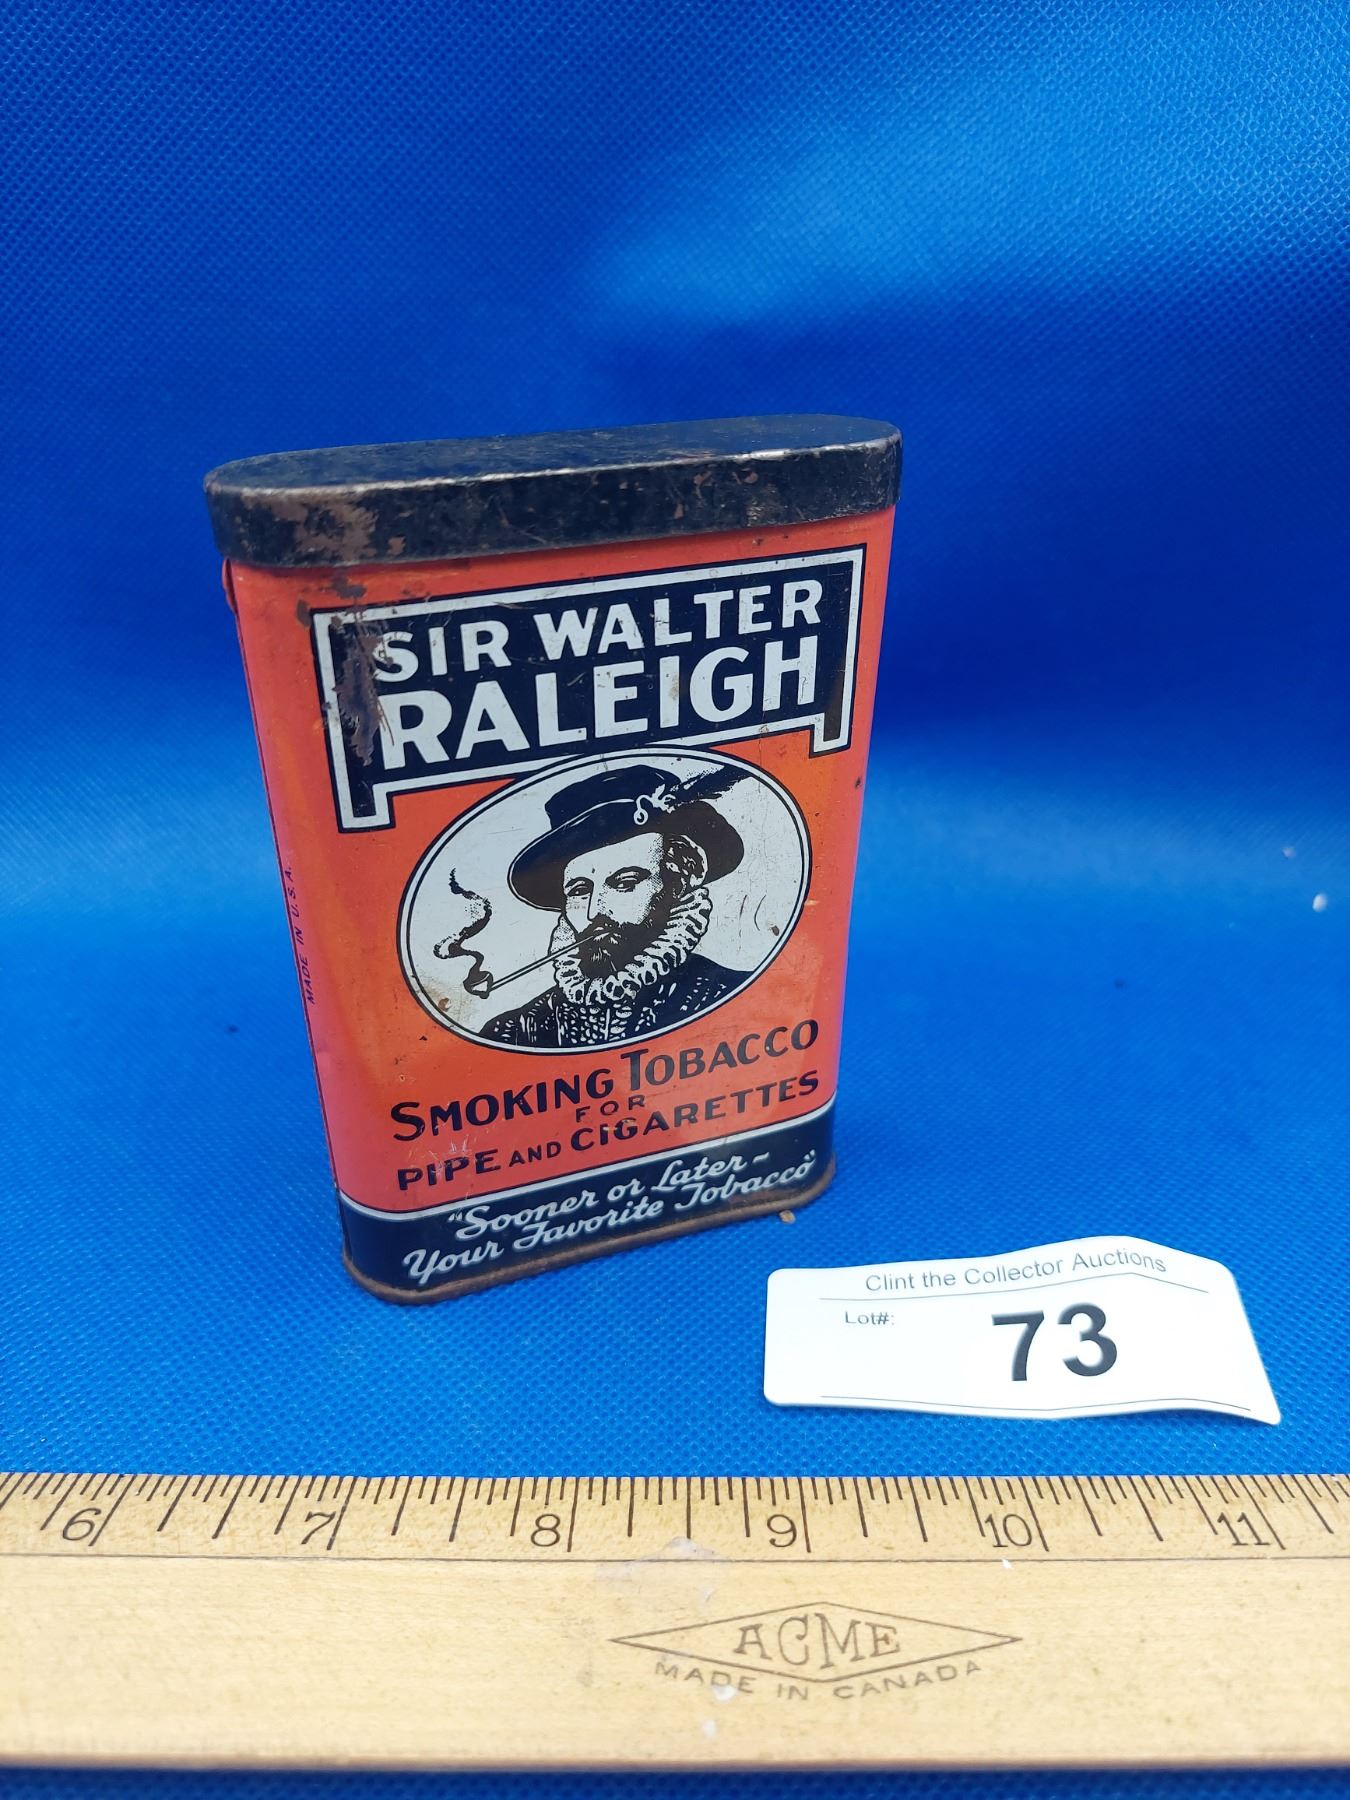 SIR WALTER
RALEIGH
MADE IN U.S.A.
SMOKING TOBACCO
FOR
PIPE AND CIGARETTES
"Sooner or Later-
Your Favorite Tobacco"
Clint the Collector Auctions
Lot#:
73
6 7 8 9 10 11
ACME
MADE IN CANADA